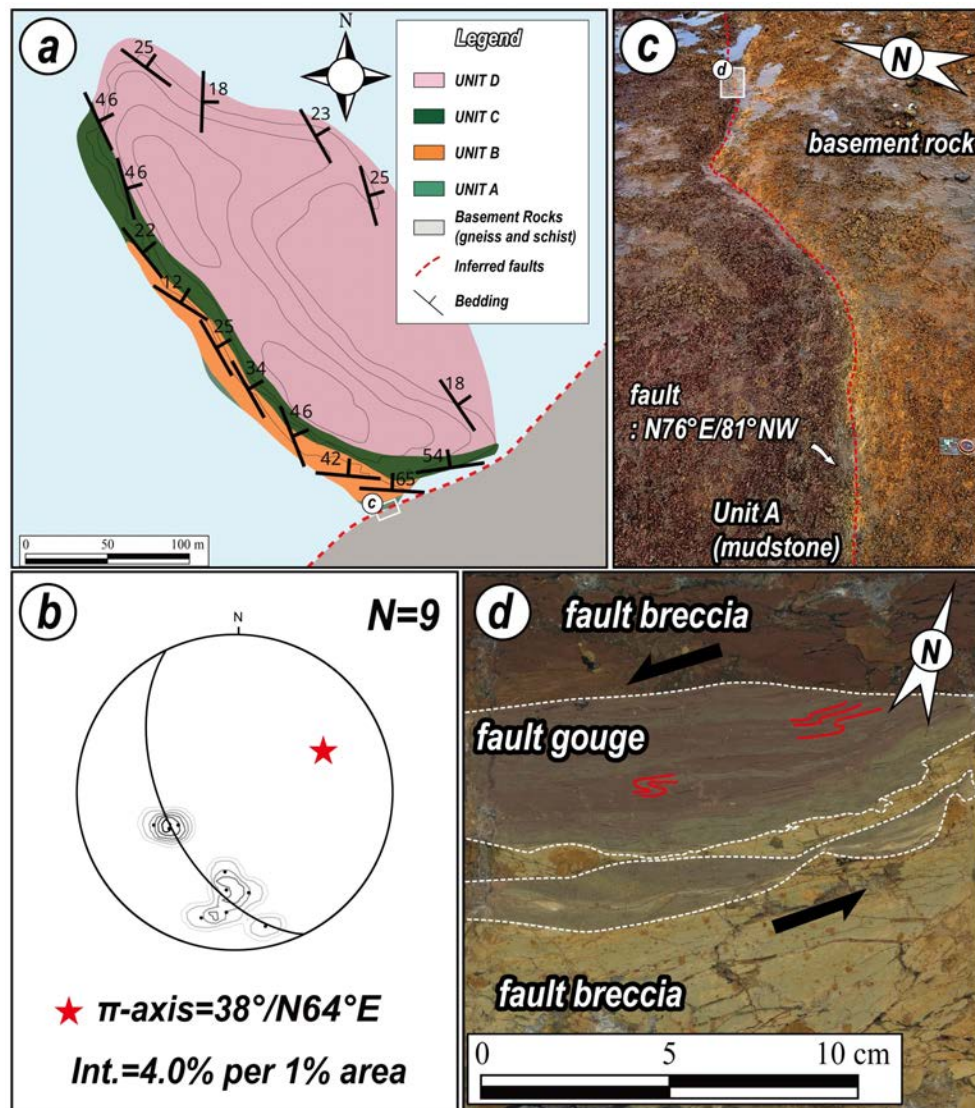 a
N
Legend
UNIT D
UNIT C
UNIT B
UNIT A
Basement Rocks
(gneiss and schist)
Inferred faults
Bedding
25
18
46
23
46
25
22
12
25
34
46
18
42
54
65
c
0
50
100 m
c
N
d
basement rock
fault
: N76°E/81°NW
Unit A
(mudstone)
b
N
N=9
π-axis=38°/N64°E
Int.=4.0% per 1% area
d
fault breccia
N
fault gouge
fault breccia
0
5
10 cm